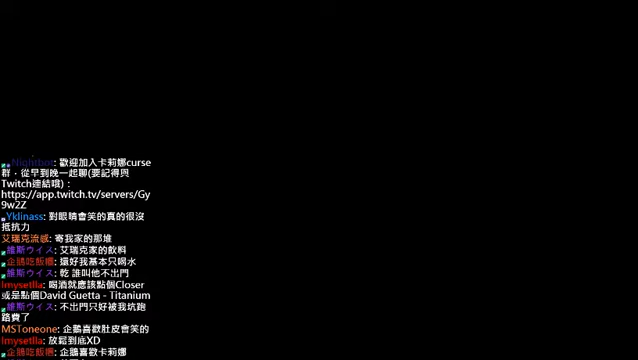 Nightbot: 歡迎加入卡莉娜curse
群，從早到晚一起聊(要記得與
Twitch連結哦)：
https://app.twitch.tv/servers/Gy
9w2Z
Yklinass: 對眼睛會笑的真的很沒
抵抗力
艾瑞克流感: 寄我家的那堆
維斯ウイス: 艾瑞克家的飲料
企鵝吃飯糰: 還好我基本只喝水
維斯ウイス: 乾 誰叫他不出門
Imysetlla: 喝酒就應該點個Closer
或是點個David Guetta - Titanium
維斯ウイス: 不出門只好被我坑跑
路費了
MSToneone: 企鵝喜歡肚皮會笑的
Imysetlla: 放鬆到底XD
企鵝吃飯糰: 企鵝喜歡卡莉娜